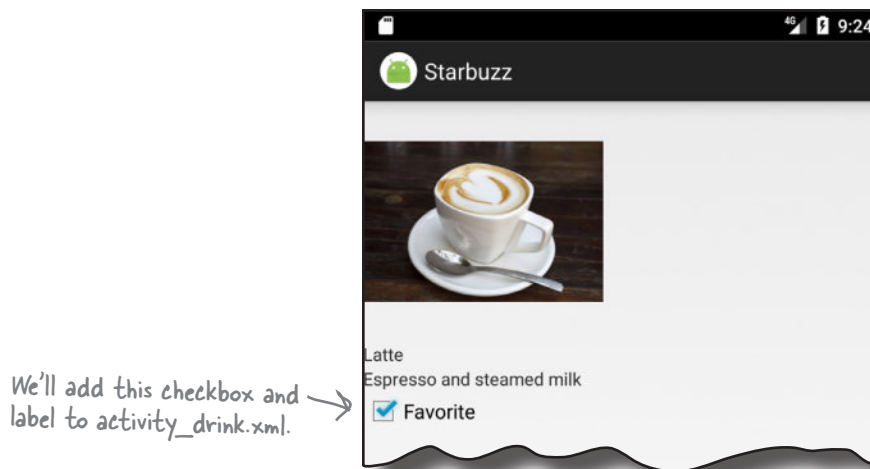 4G 9:24
Starbuzz
Latte
Espresso and steamed milk
We'll add this checkbox and
label to activity_drink.xml.
Favorite